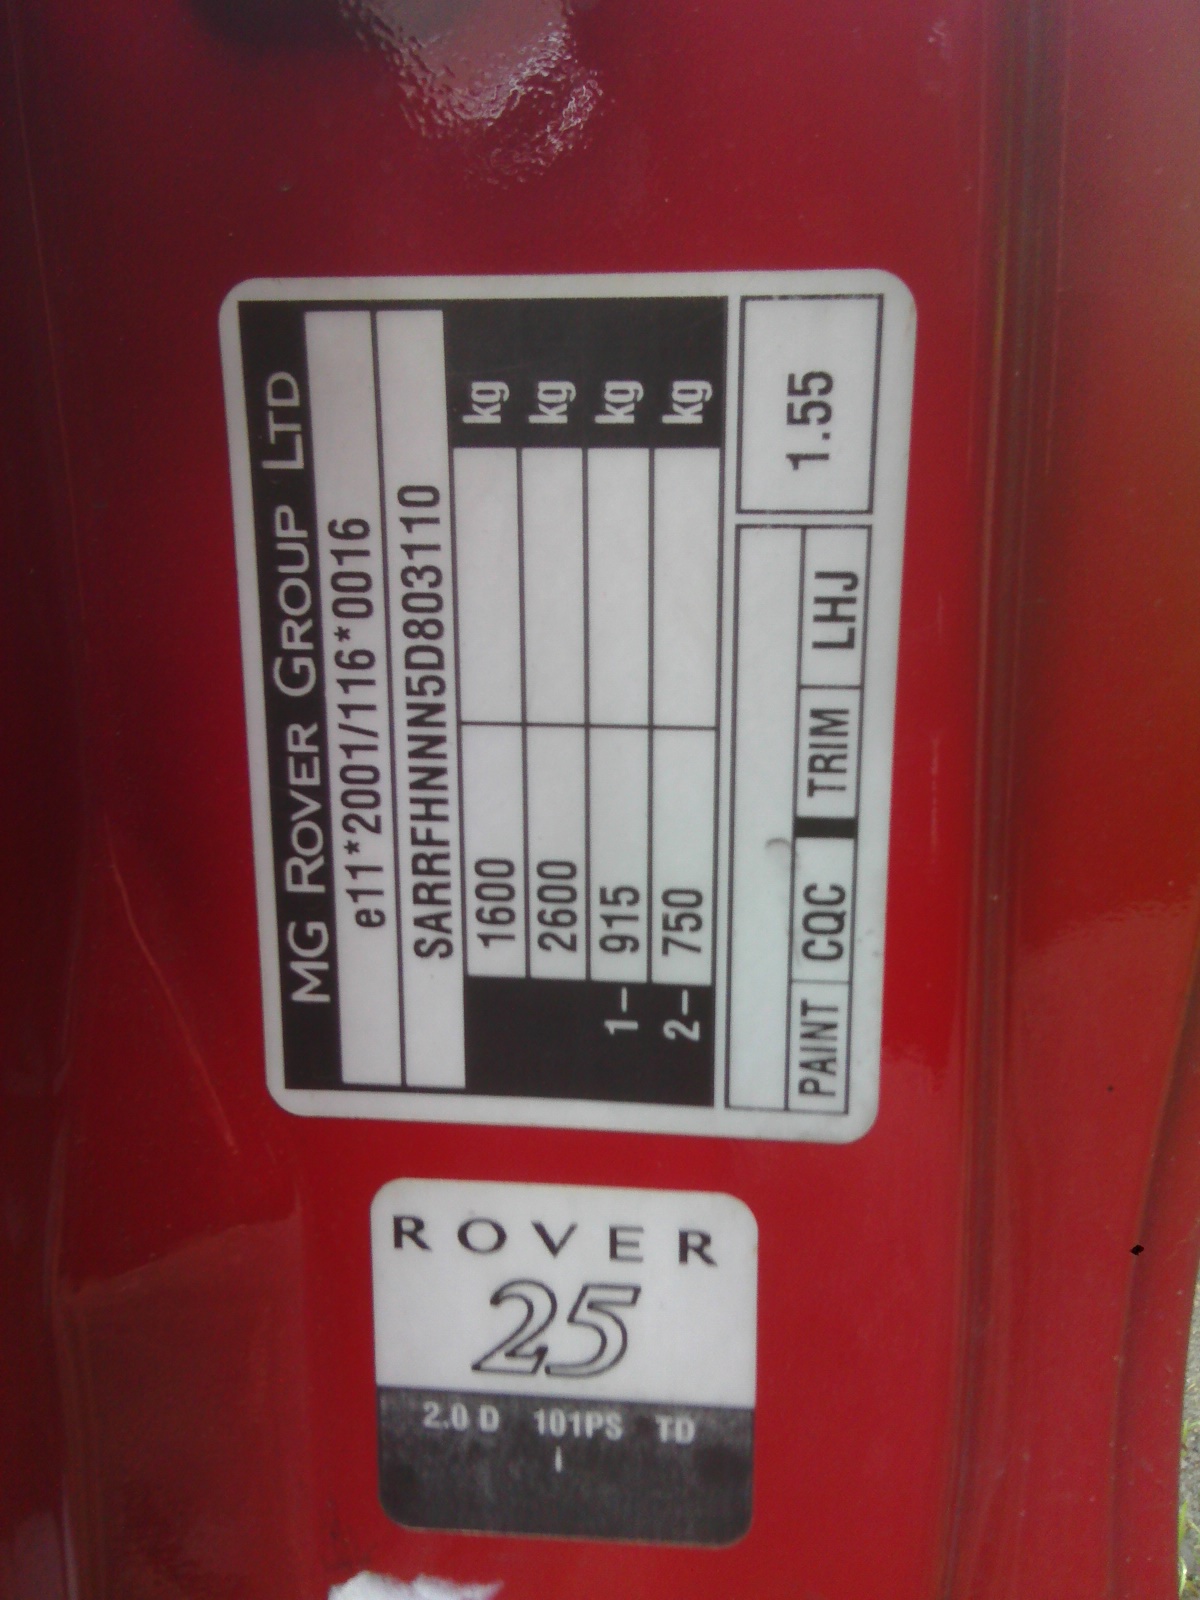 MG ROVER GROUP LTD
e11*2001/116*0016
SARRFHNNN5D803110
1600 kg
2600 kg
1– 915 kg
2– 750 kg
PAINT CQC TRIM LHJ
1.55
ROVER
25
2.0 D 101PS TD